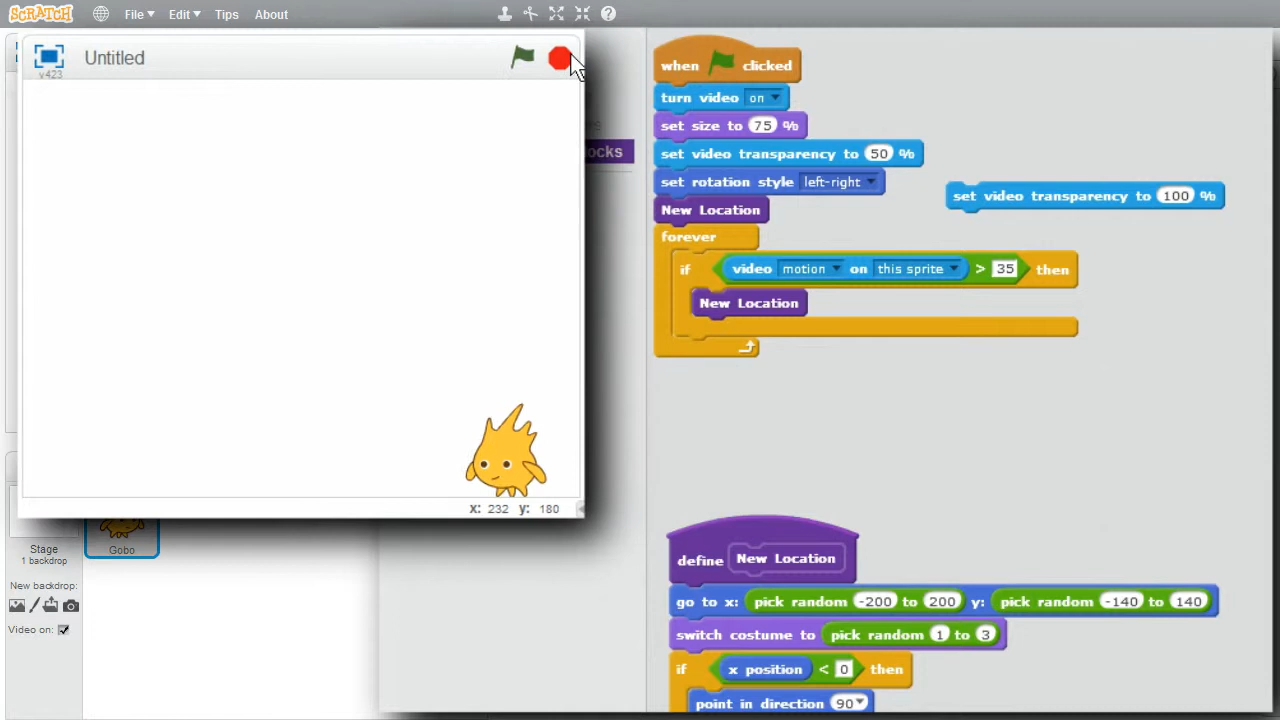 SCRATCH File Edit Tips About
v423 Untitled
when clicked
turn video on
set size to 75 %
set video transparency to 50 %
set rotation style left-right
New Location
forever
if video motion on this sprite > 35 then
New Location
set video transparency to 100 %
ocks
x: 232 y: 180
Stage
1 backdrop
New backdrop:
Video on:
Gobo
define New Location
go to x: pick random -200 to 200 y: pick random -140 to 140
switch costume to pick random 1 to 3
if x position < 0 then
point in direction 90